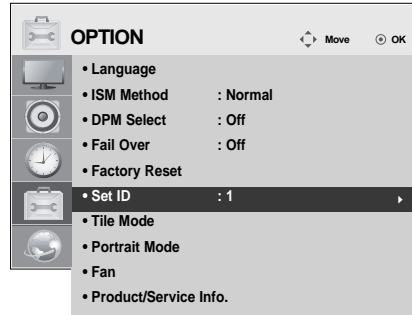 OPTION Move OK
• Language
• ISM Method : Normal
• DPM Select : Off
• Fail Over : Off
• Factory Reset
• Set ID : 1
• Tile Mode
• Portrait Mode
• Fan
• Product/Service Info.